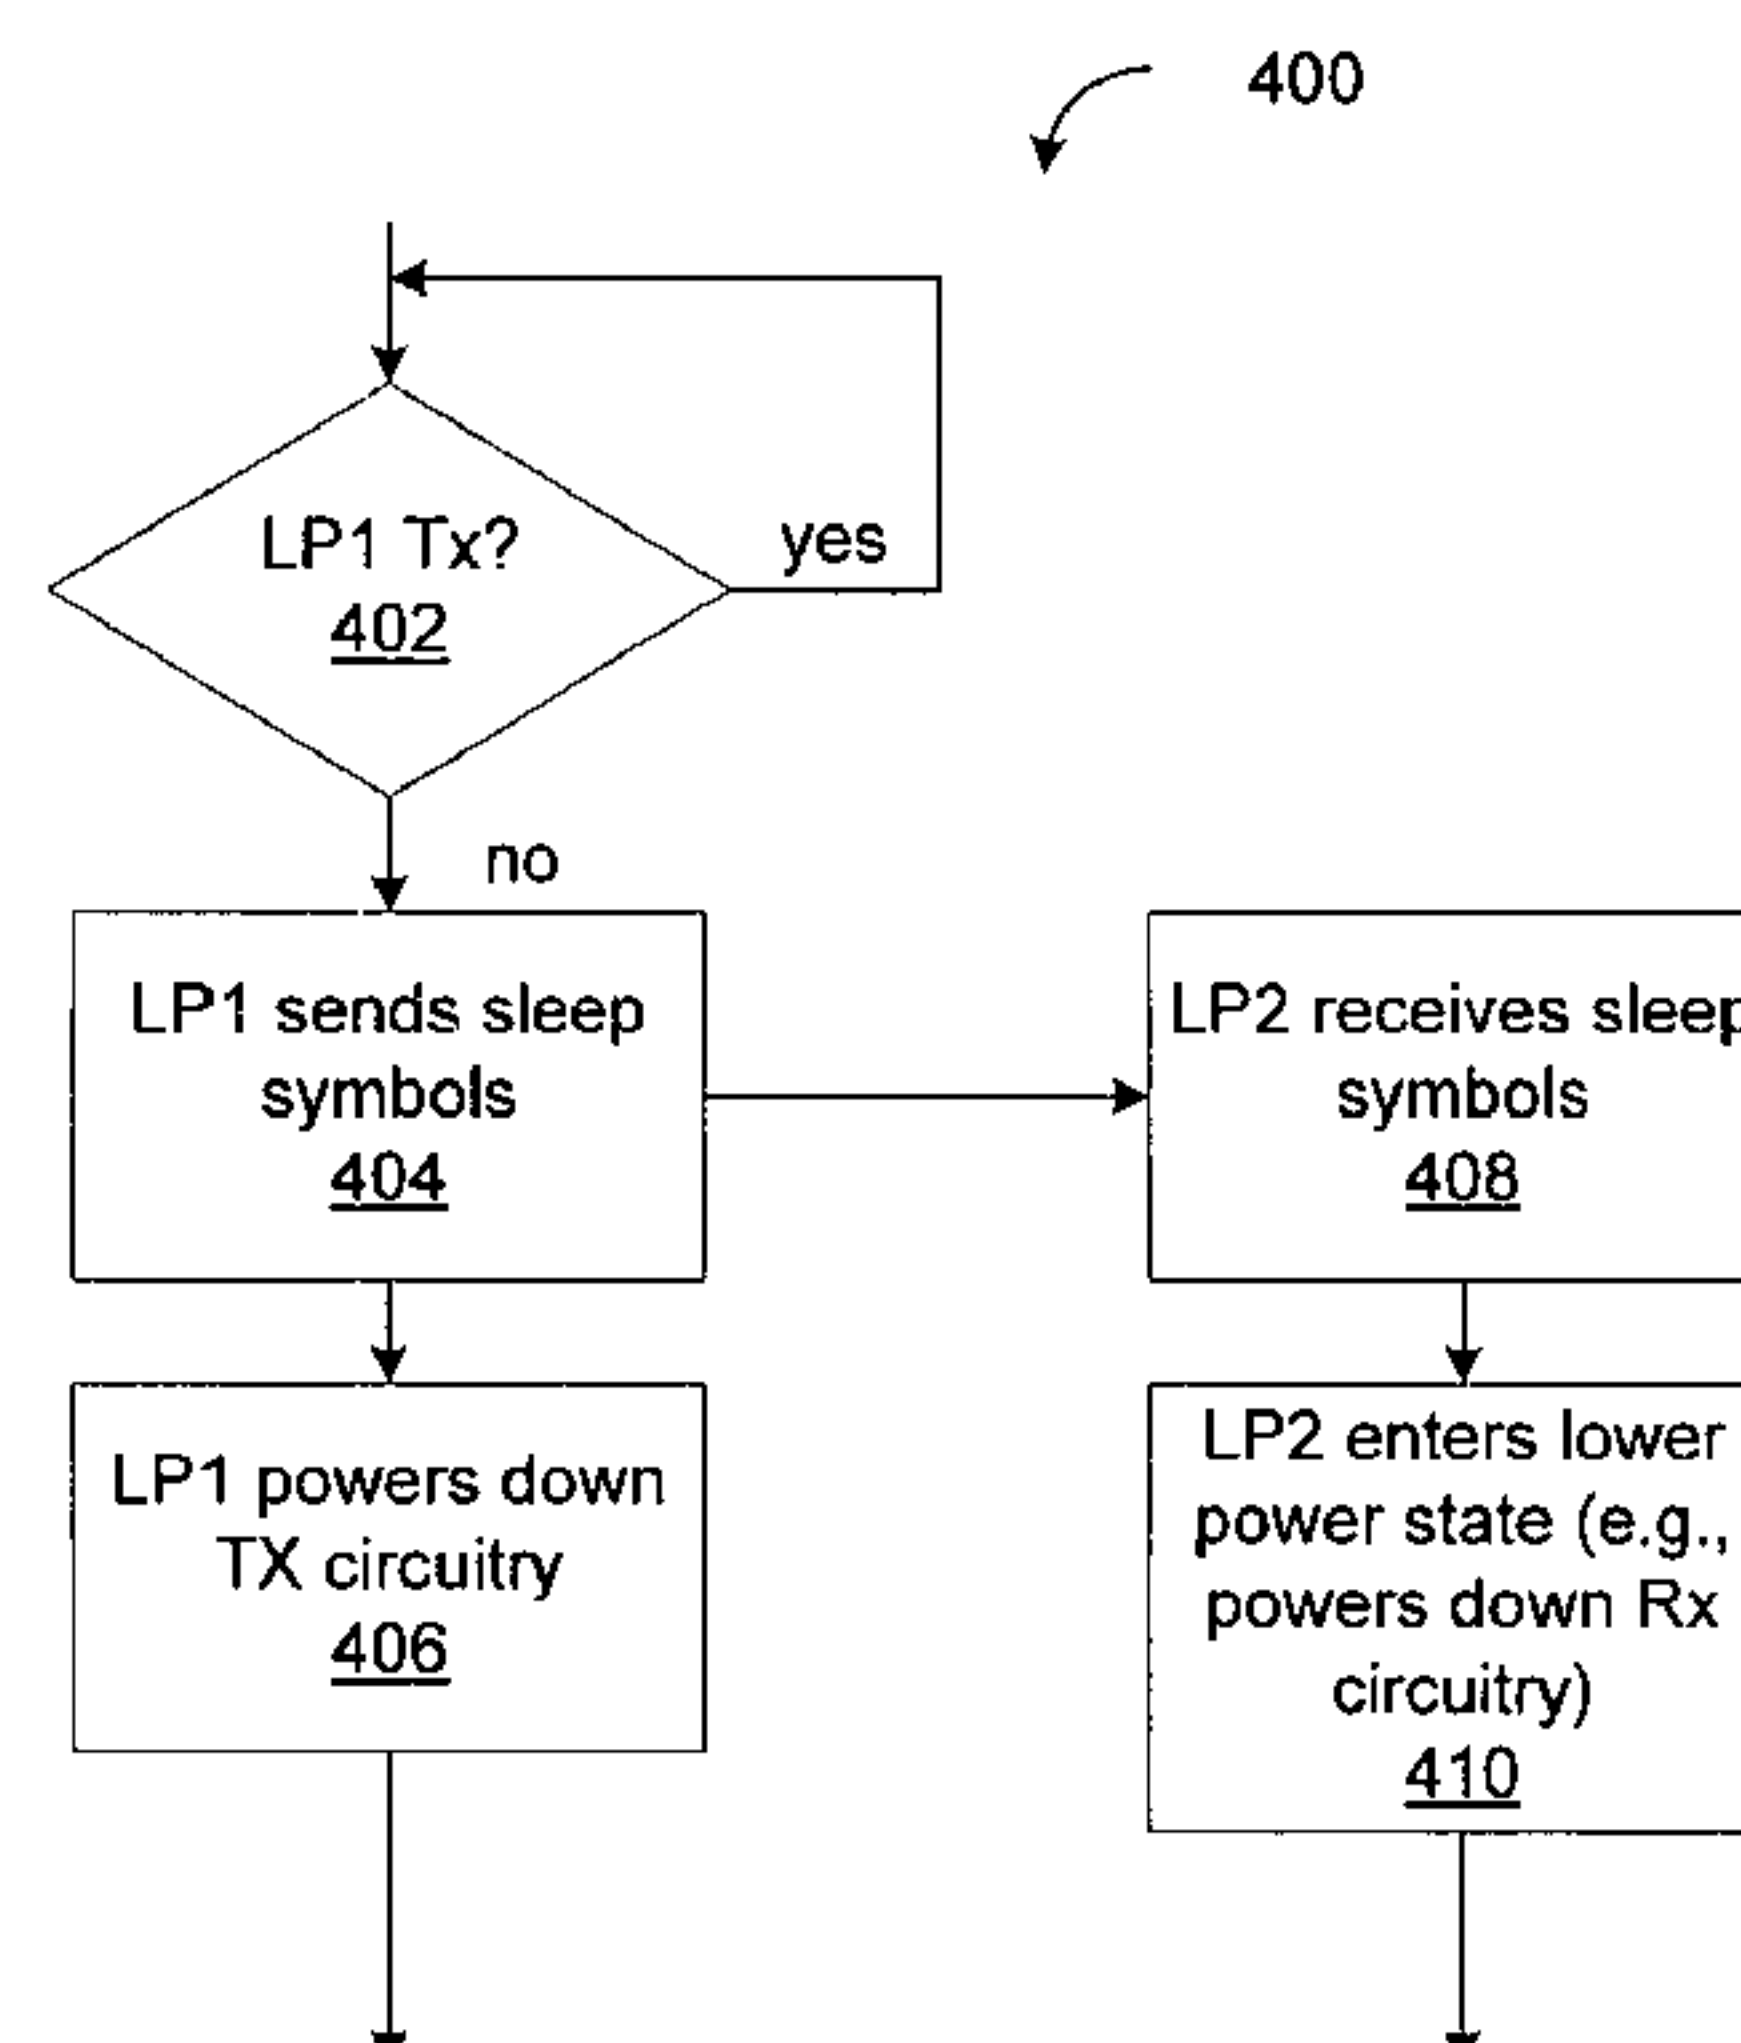 400
LP1 Tx?
402
yes
no
LP1 sends sleep
symbols
404
LP2 receives sleep
symbols
408
LP1 powers down
TX circuitry
406
LP2 enters lower
power state (e.g.,
powers down Rx
circuitry)
410